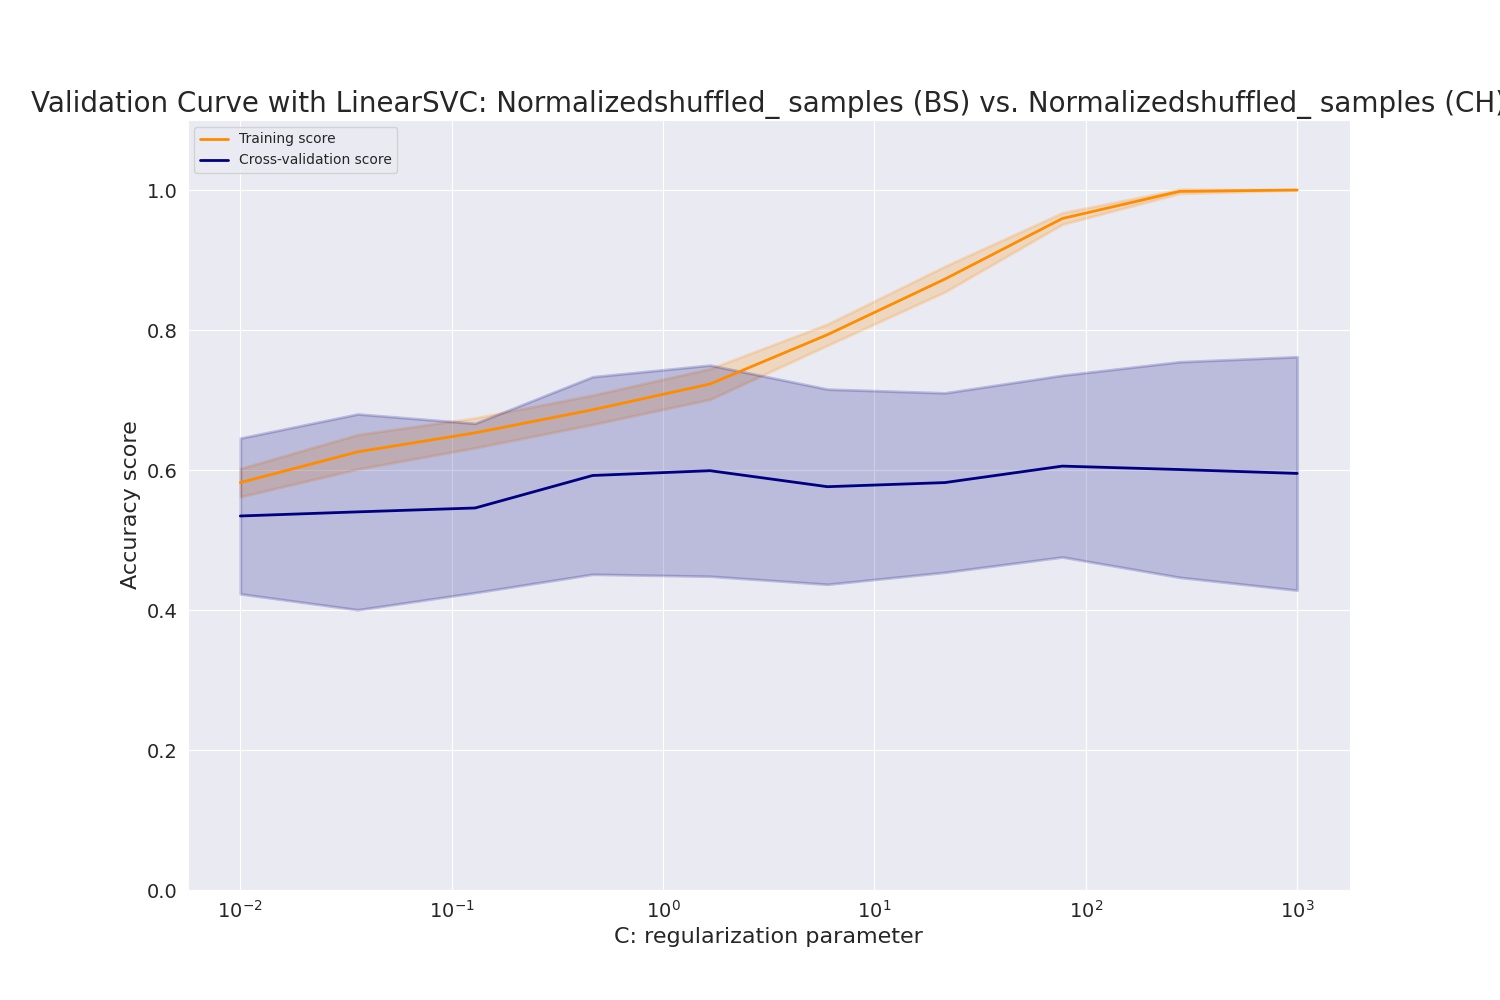 Validation Curve with LinearSVC: Normalizedshuffled_ samples (BS) vs. Normalizedshuffled_ samples (CH)
Training score
Cross-validation score
Accuracy score
1.0
0.8
0.6
0.4
0.2
0.0
10⁻² 10⁻¹ 10⁰ 10¹ 10² 10³
C: regularization parameter